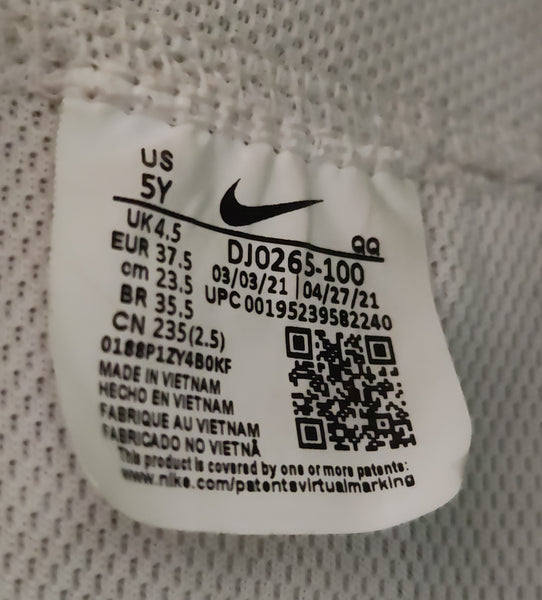 US
5Y
QQ
UK 4.5
EUR 37.5
cm 23.5
BR 35.5
CN 235(2.5)
DJ0265-100
03/03/21 | 04/27/21
UPC 00195239582240
0188P1ZY4B0KF
MADE IN VIETNAM
HECHO EN VIETNAM
FABRIQUE AU VIETNAM
FABRICADO NO VIETNÃ
This product is covered by one or more patents:
www.nike.com/patentsvirtualmarking